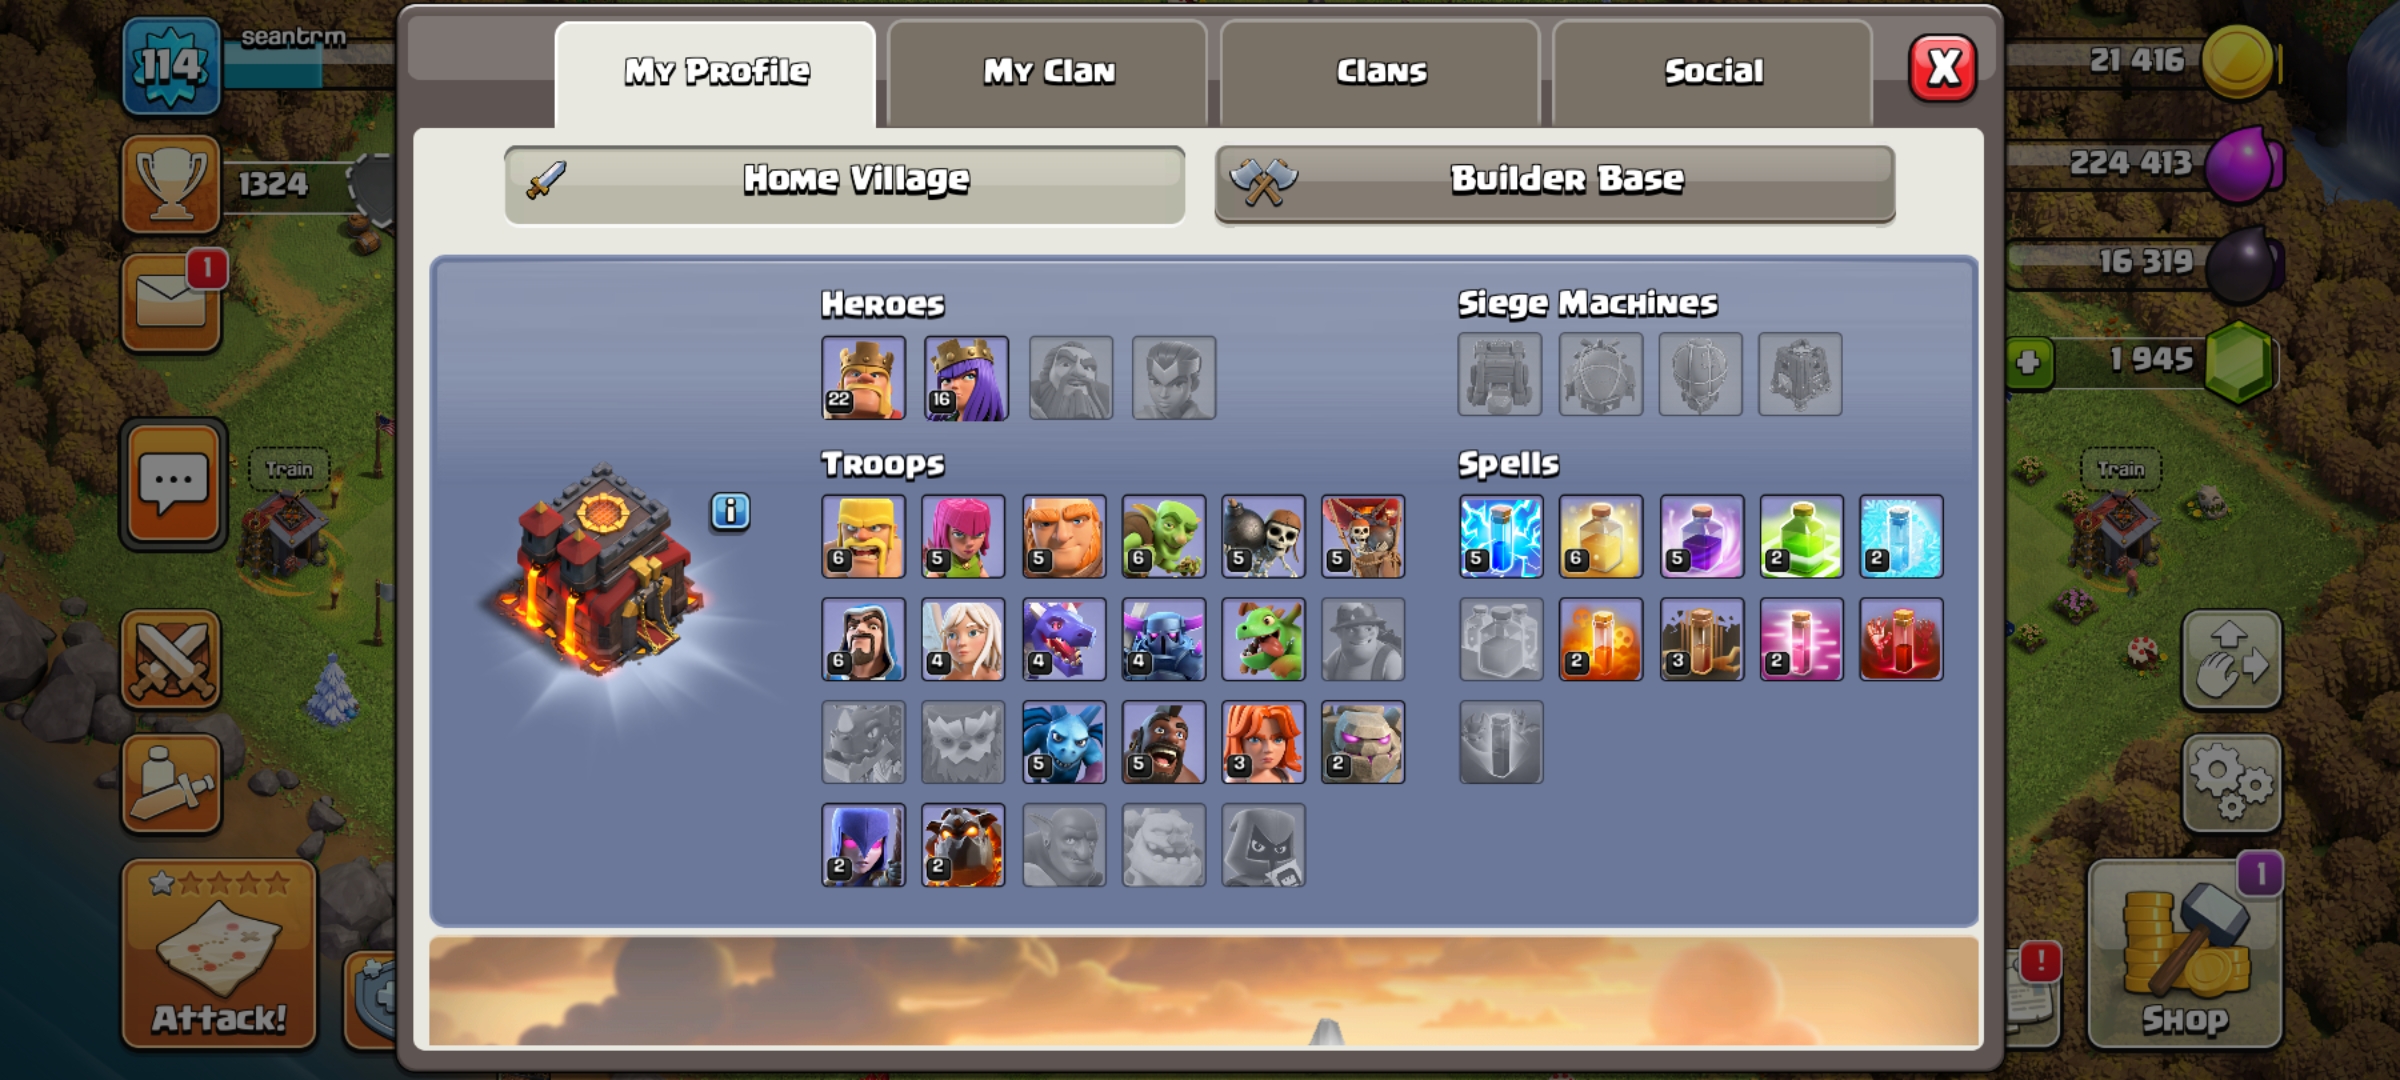 114
seantrm
My Profile
My Clan
Clans
Social
X
21 416
1324
Home Village
Builder Base
224 413
1
16 319
Heroes
Siege Machines
22
16
1 945
Train
Troops
Spells
Train
i
6
5
5
6
5
5
5
6
5
2
2
6
4
4
4
2
3
2
5
5
3
2
2
2
1
!
Attack!
Shop